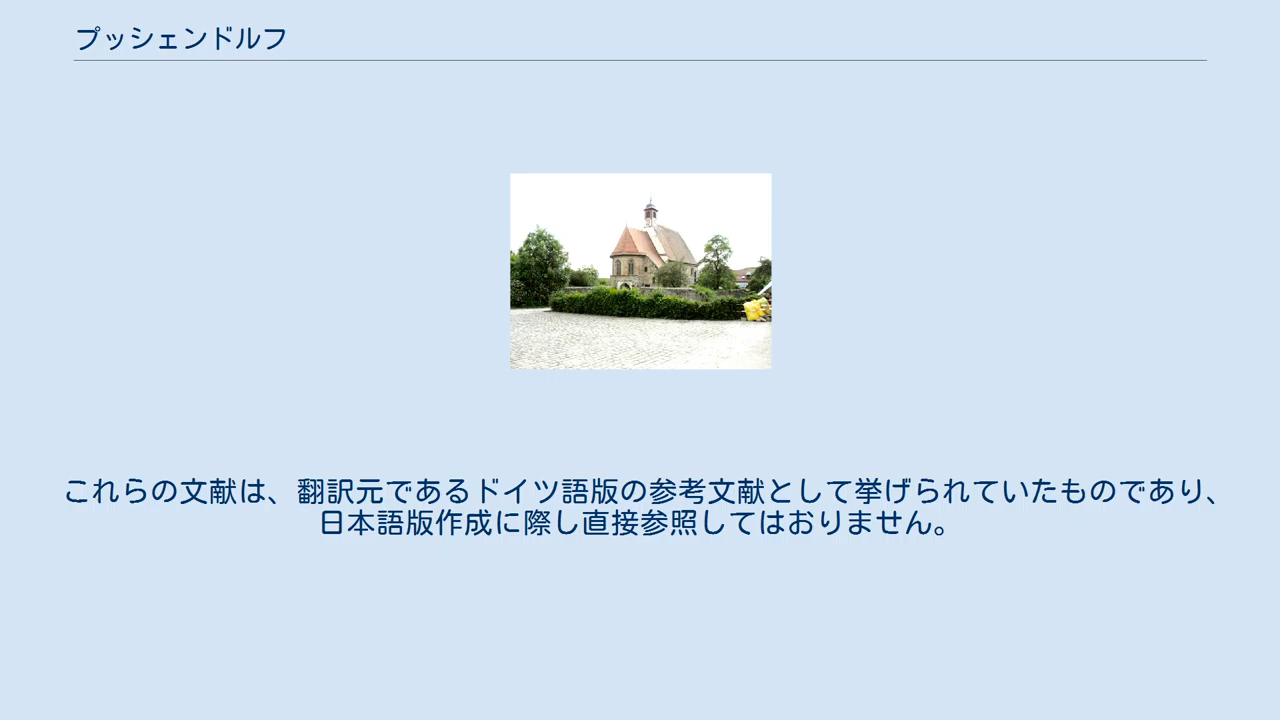 プッシェンドルフ
これらの文献は、翻訳元であるドイツ語版の参考文献として挙げられていたものであり、
日本語版作成に際し直接参照してはおりません。